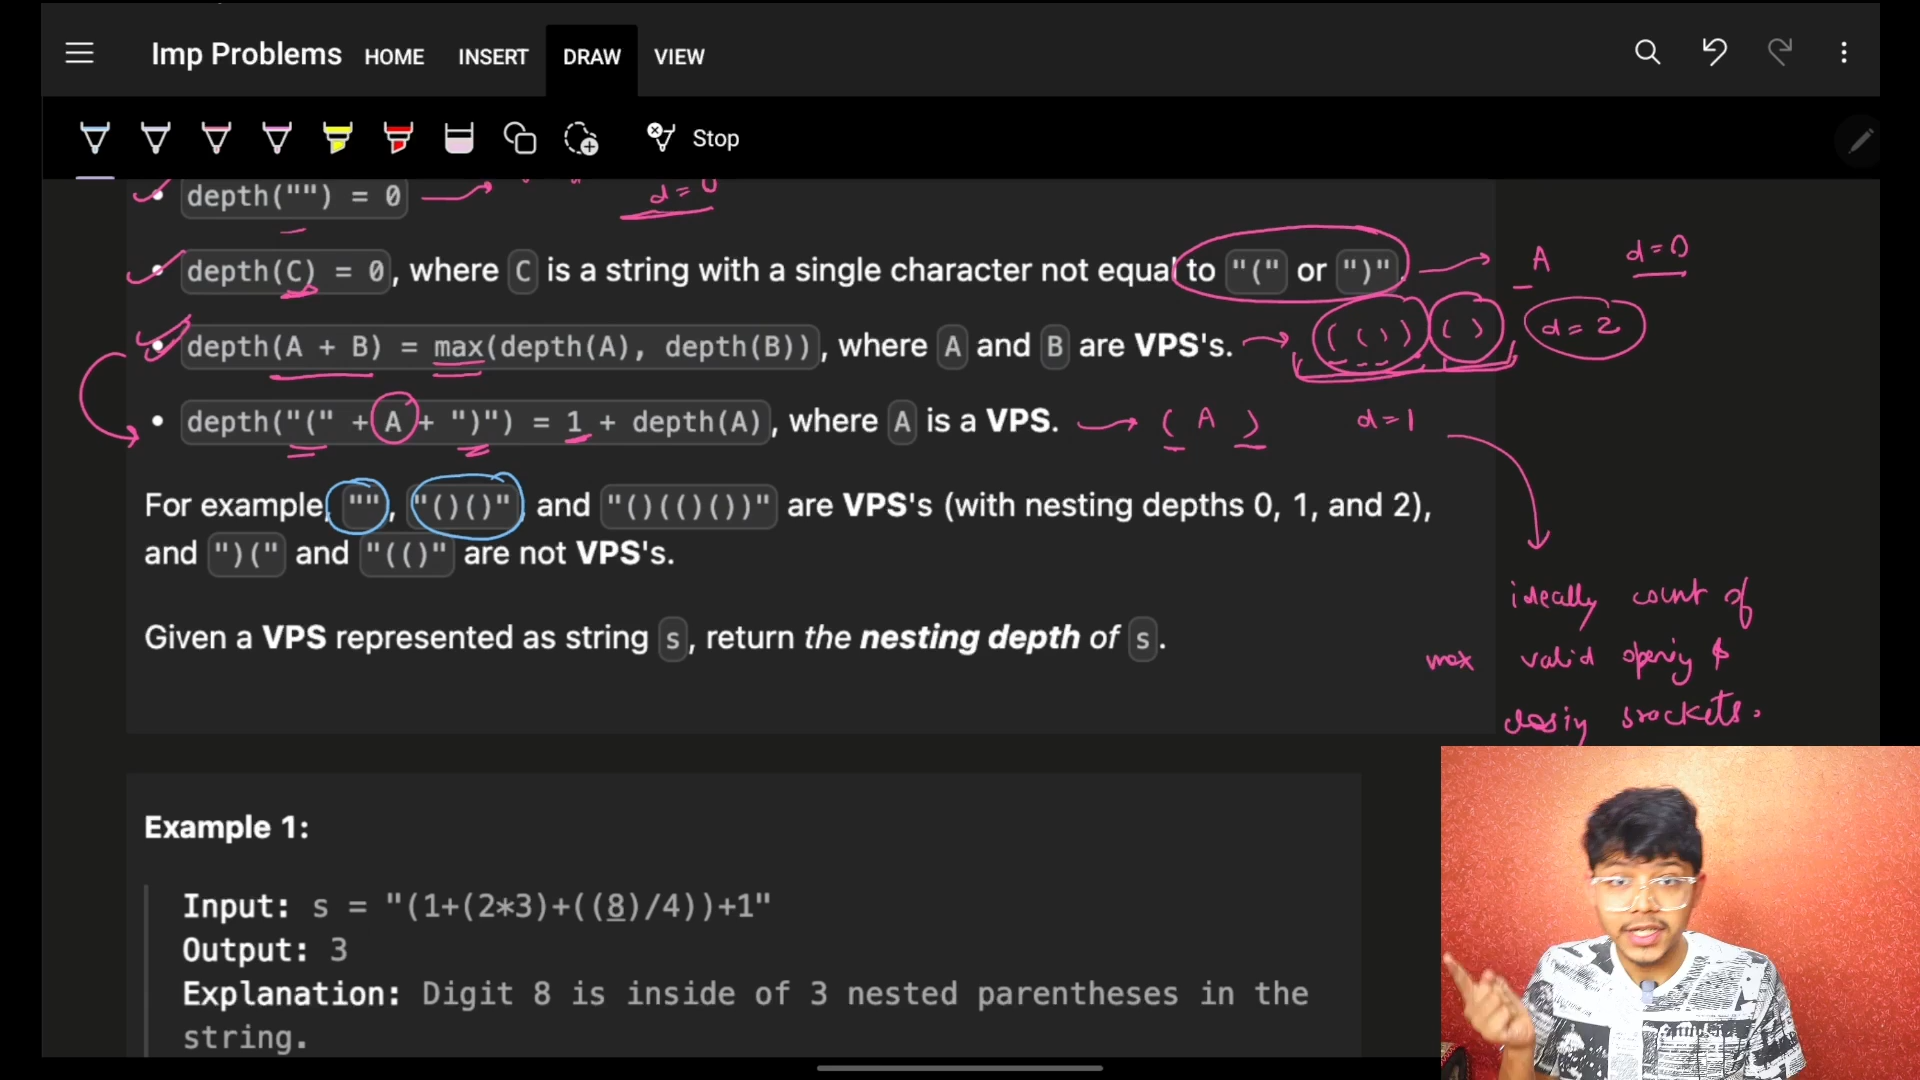 Imp Problems HOME INSERT DRAW VIEW
Stop
depth("") = 0 d = 0
depth(C) = 0, where C is a string with a single character not equal to "(" or ")". A d = 0
depth(A + B) = max(depth(A), depth(B)), where A and B are VPS's. (()) () d = 2
depth("(" + A + ")") = 1 + depth(A), where A is a VPS. ( A ) d = 1
For example, "", "()()", and "()(()())" are VPS's (with nesting depths 0, 1, and 2),
and ")(" and "(()" are not VPS's.
ideally count of
Given a VPS represented as string s, return the nesting depth of s.
max valid opening &
closing brackets.
Example 1:
Input: s = "(1+(2*3)+((8)/4))+1"
Output: 3
Explanation: Digit 8 is inside of 3 nested parentheses in the
string.